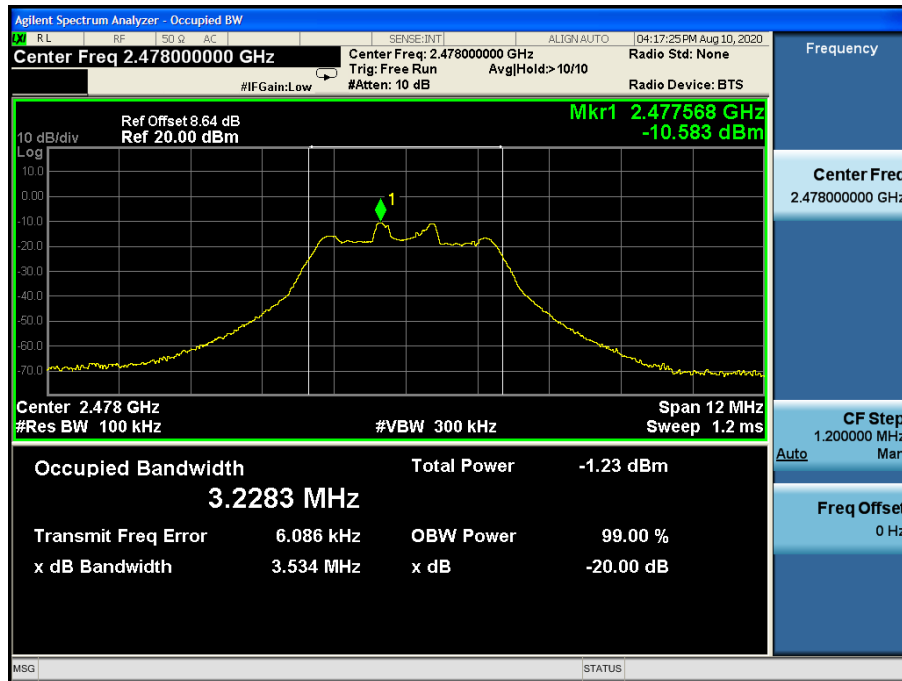 Agilent Spectrum Analyzer - Occupied BW
LXI RL RF 50 Ω AC SENSE:INT ALIGN AUTO 04:17:25 PM Aug 10, 2020
Center Freq 2.478000000 GHz
Center Freq: 2.478000000 GHz
Radio Std: None
Trig: Free Run Avg|Hold:>10/10
#IFGain:Low
#Atten: 10 dB
Radio Device: BTS
Frequency
Mkr1 2.477568 GHz
-10.583 dBm
Ref Offset 8.64 dB
10 dB/div Ref 20.00 dBm
Log
10.0
0.00
-10.0
-20.0
-30.0
-40.0
-50.0
-60.0
-70.0
1
Center 2.478 GHz Span 12 MHz
#Res BW 100 kHz #VBW 300 kHz Sweep 1.2 ms
Occupied Bandwidth Total Power -1.23 dBm
3.2283 MHz
Transmit Freq Error 6.086 kHz OBW Power 99.00 %
x dB Bandwidth 3.534 MHz x dB -20.00 dB
Center Freq
2.478000000 GHz
CF Step
1.200000 MHz
Auto Man
Freq Offset
0 Hz
MSG STATUS